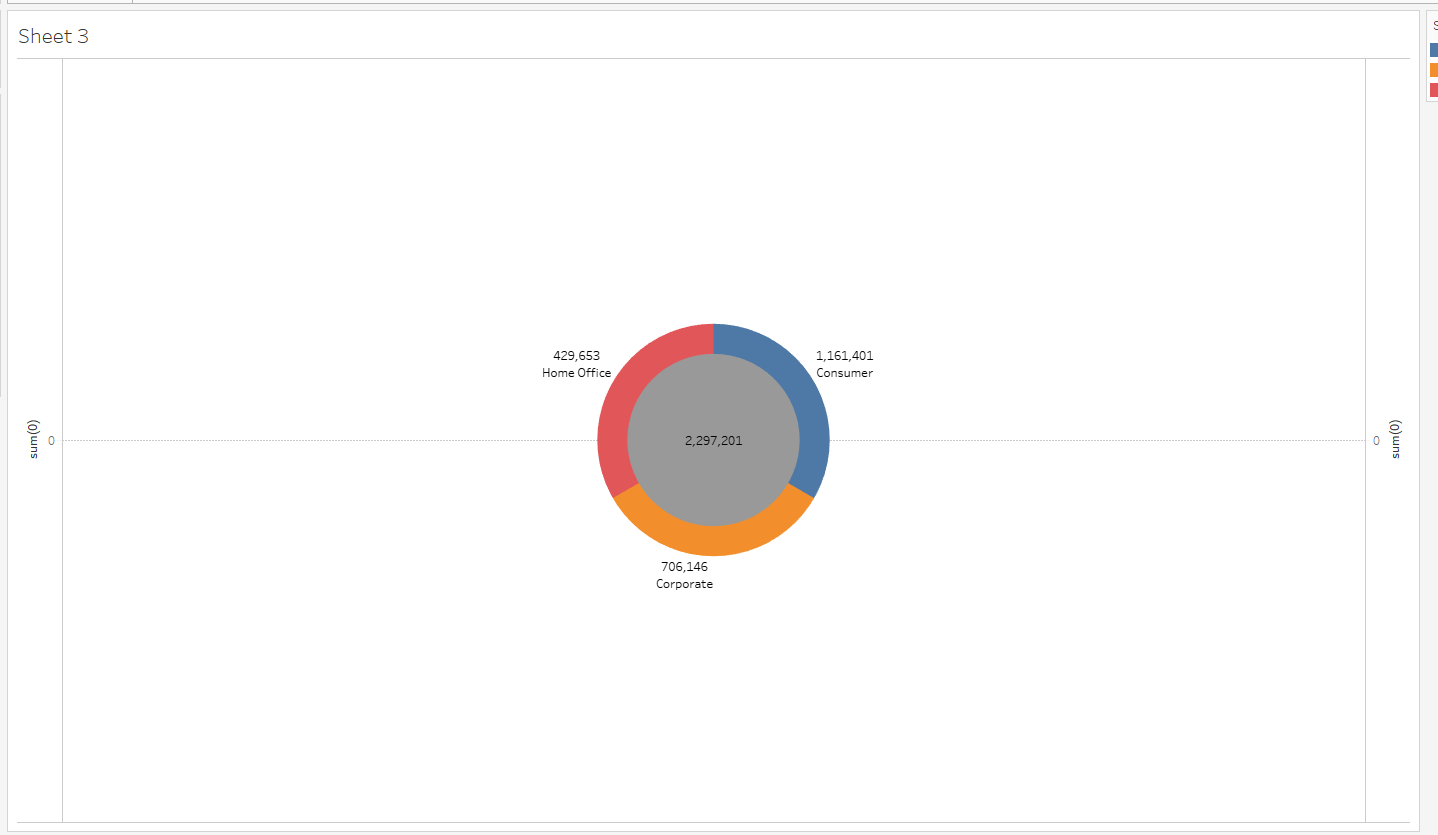 Sheet 3
S
429,653
Home Office
1,161,401
Consumer
sum(0)
0
2,297,201
0
sum(0)
706,146
Corporate